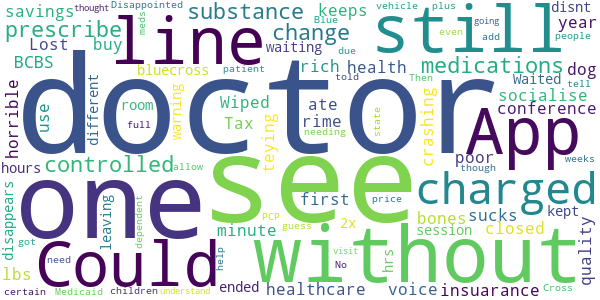 savings thought Disappointed Blue vehicle plus disnt
meds going
prescribe line substance keeps due even add people year
Lost buy change waiting still
BCBS bluecross patient rich health told Then medications tell dog
horrible use different room full warning doctor Wiped Tax ate rime needing state crashing App socialise conference
hours controlled one teying see first price poor though weeks
disappears leaving allow minute PCP 2x bones charged kept quality
got dependent guess session sucks closed
lbs need Could help hrs visit without
certain Medicaid children understand ended healthcare No voice insuarance Cross